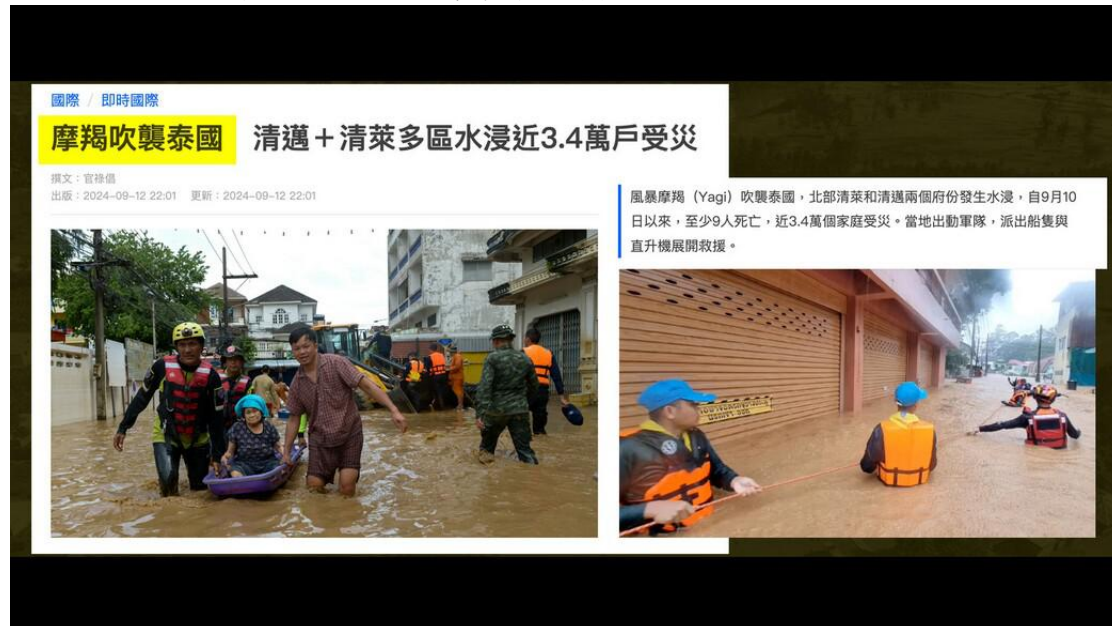 國際 / 即時國際
摩羯吹襲泰國 清邁+清萊多區水浸近3.4萬戶受災
撰文:官祿倡
出版:2024-09-12 22:01 更新:2024-09-12 22:01
風暴摩羯（Yagi）吹襲泰國，北部清萊和清邁兩個府份發生水浸，自9月10
日以來，至少9人死亡，近3.4萬個家庭受災。當地出動軍隊，派出船隻與
直升機展開救援。